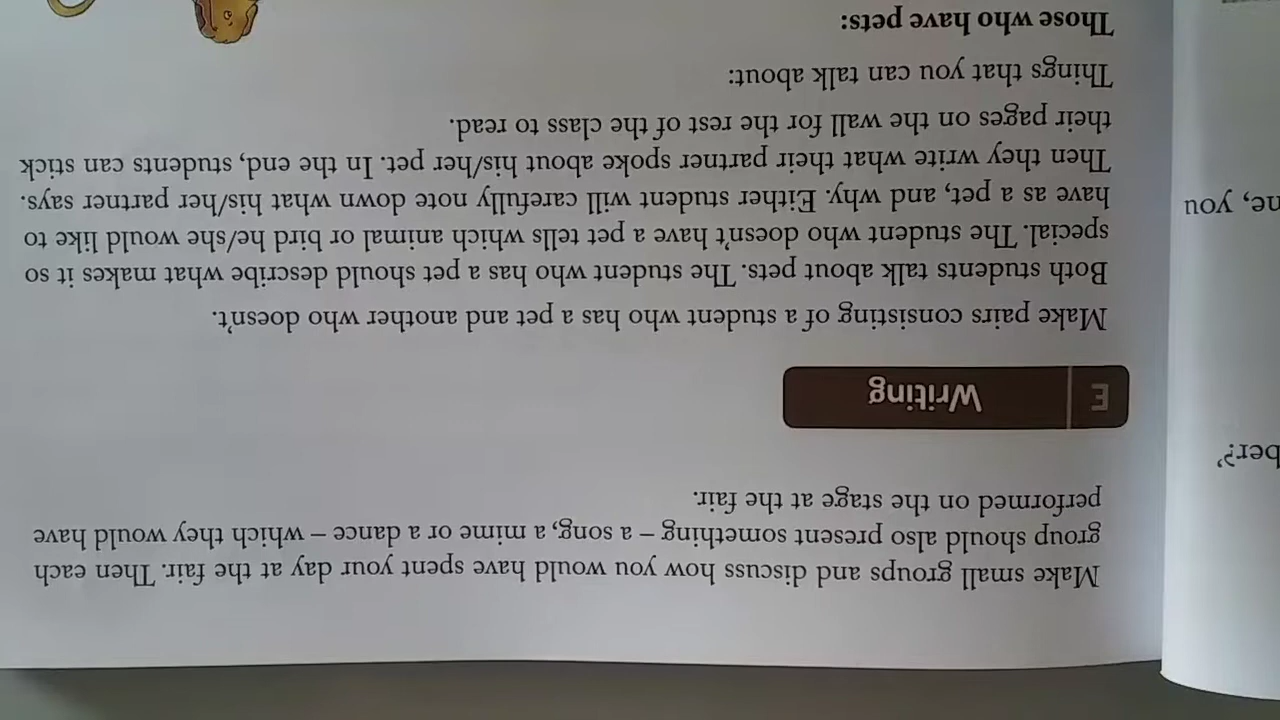 Make small groups and discuss how you would have spent your day at the fair. Then each
group should also present something – a song, a mime or a dance – which they would have
performed on the stage at the fair.
E Writing
Make pairs consisting of a student who has a pet and another who doesn't.
Both students talk about pets. The student who has a pet should describe what makes it so
special. The student who doesn't have a pet tells which animal or bird he/she would like to
have as a pet, and why. Either student will carefully note down what his/her partner says.
Then they write what their partner spoke about his/her pet. In the end, students can stick
their pages on the wall for the rest of the class to read.
Things that you can talk about:
Those who have pets:
ber?'
you